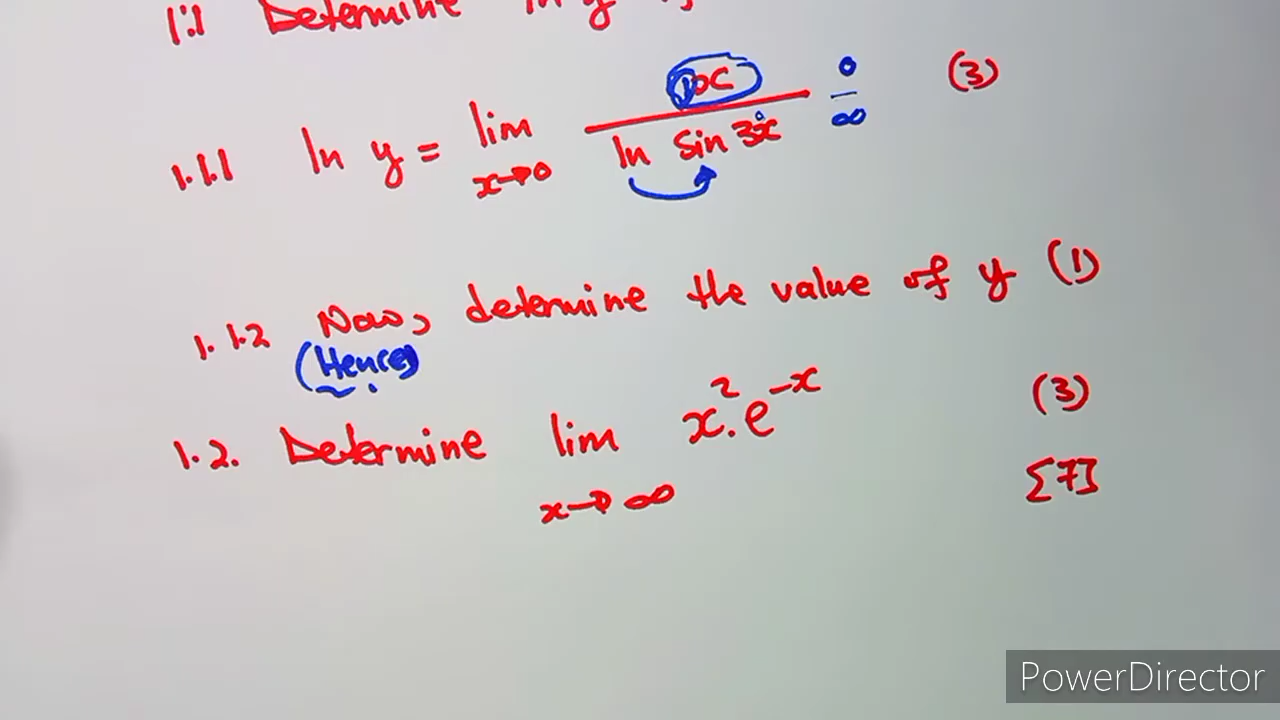 1.1 Determine ln y
1.1.1 ln y = lim x→0 / ln sin 3x 0/∞ (3)
1.1.2 Now, determine the value of y (1)
(Hence)
1.2. Determine lim x→∞ x².e^-x (3)
[7]
PowerDirector